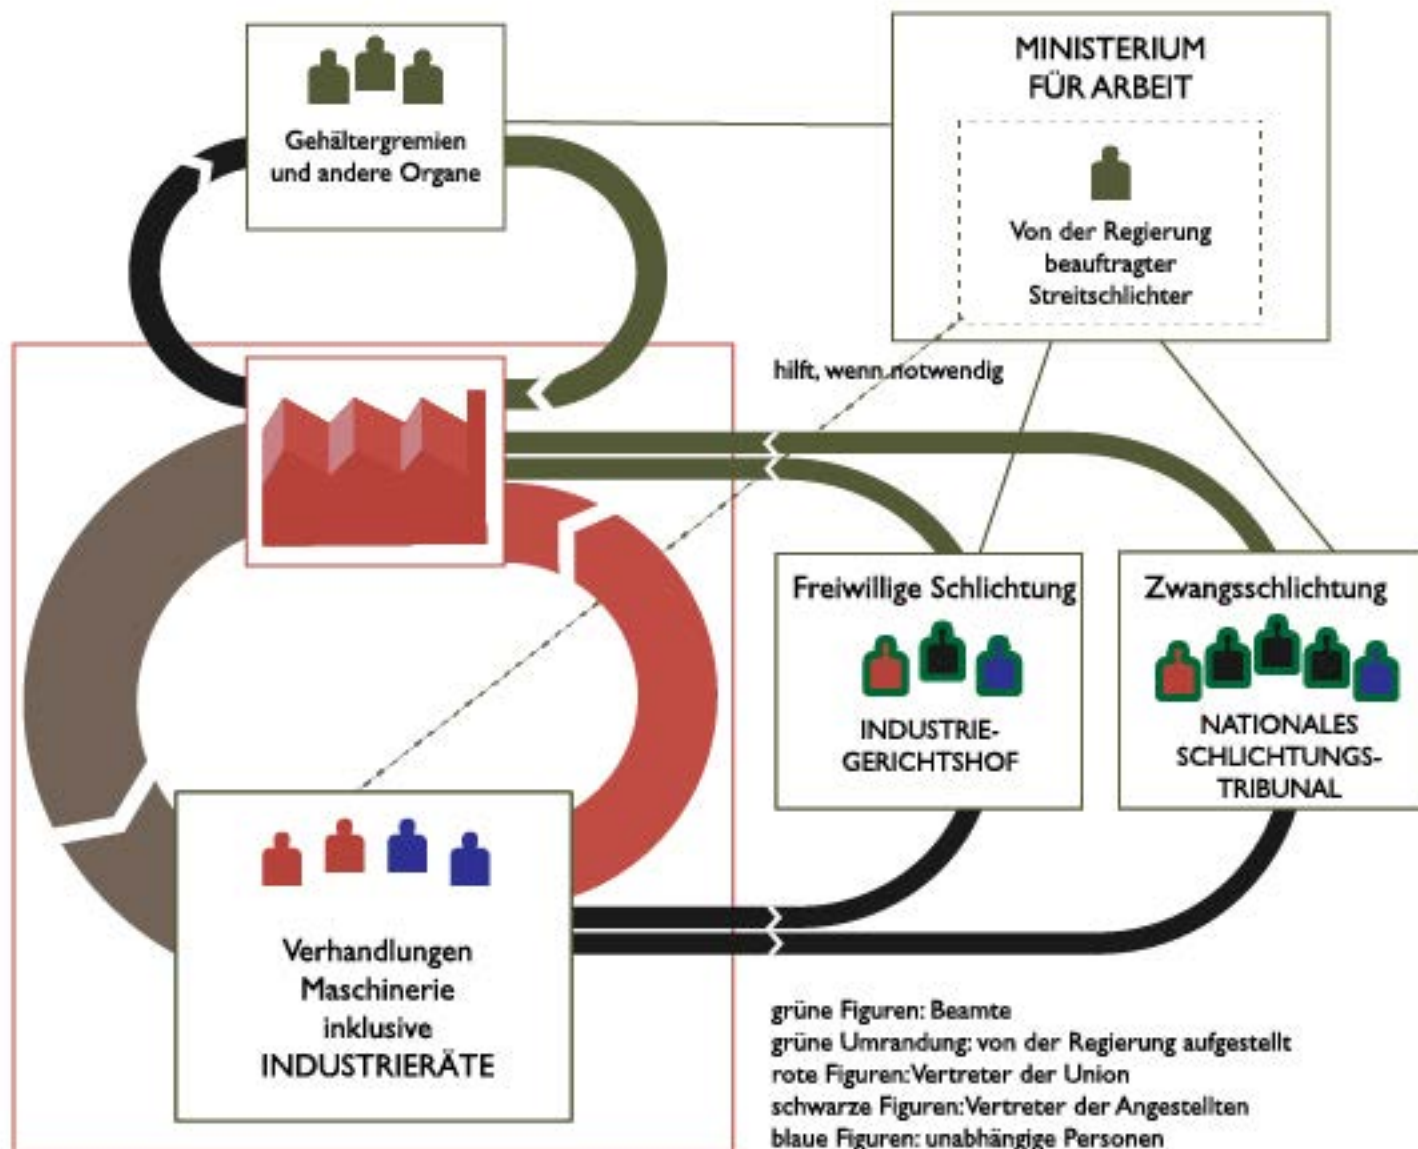 Gehältergremien
und andere Organe
MINISTERIUM
FÜR ARBEIT
Von der Regierung
beauftragter
Streitschlichter
hilft, wenn notwendig
Freiwillige Schlichtung
INDUSTRIE-
GERICHTSHOF
Zwangsschlichtung
NATIONALES
SCHLICHTUNGS-
TRIBUNAL
Verhandlungen
Maschinerie
inklusive
INDUSTRIERÄTE
grüne Figuren: Beamte
grüne Umrandung: von der Regierung aufgestellt
rote Figuren: Vertreter der Union
schwarze Figuren: Vertreter der Angestellten
blaue Figuren: unabhängige Personen